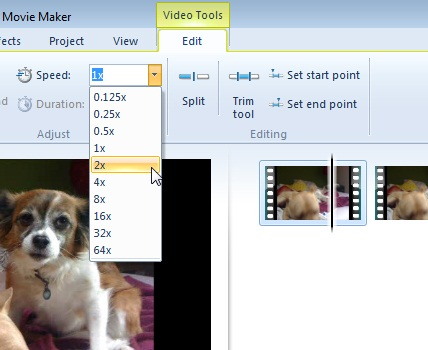 Movie Maker
Video Tools
Project
View
Edit
Speed:
1x
Duration:
Adjust
0.125x
0.25x
0.5x
1x
2x
4x
8x
16x
32x
64x
Split
Trim
tool
Set start point
Set end point
Editing